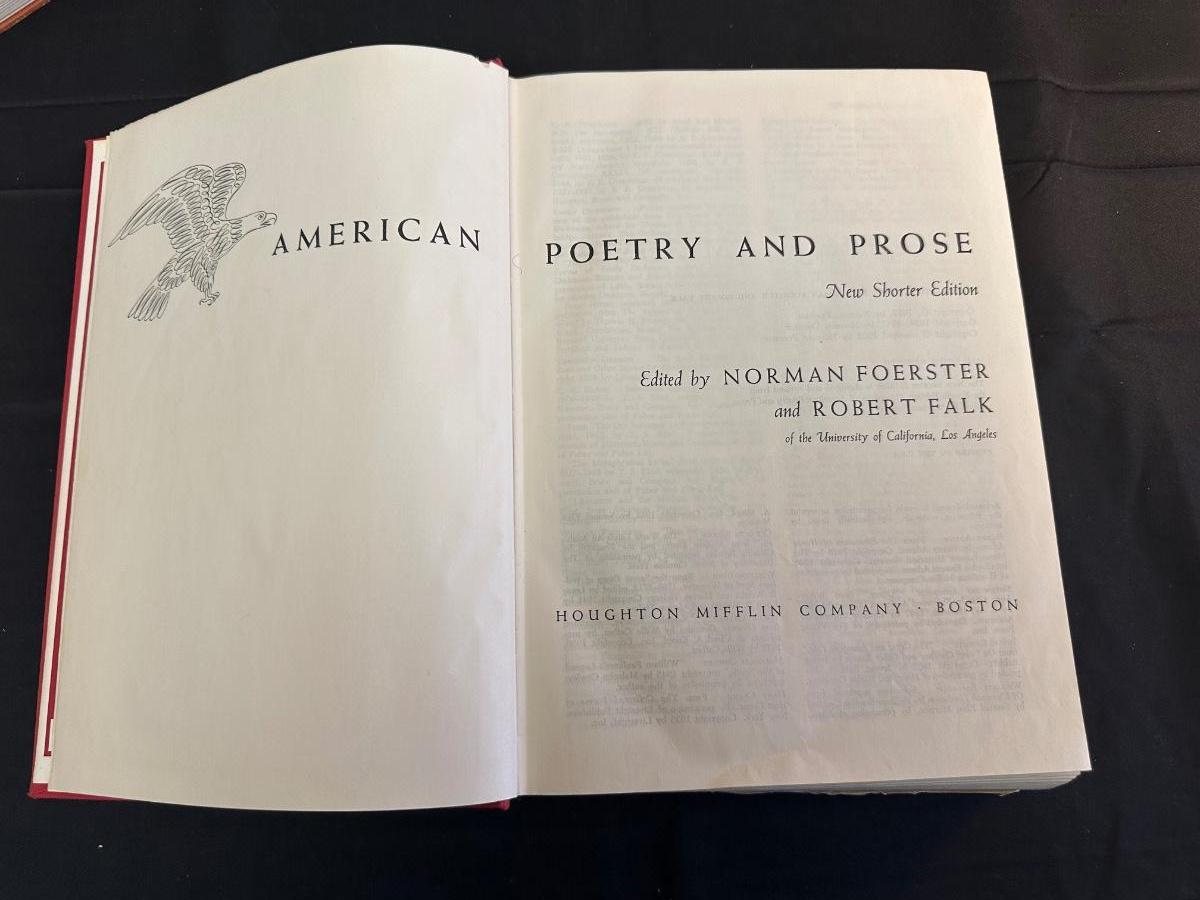 AMERICAN POETRY AND PROSE
New Shorter Edition
Edited by NORMAN FOERSTER
and ROBERT FALK
of the University of California, Los Angeles
HOUGHTON MIFFLIN COMPANY · BOSTON